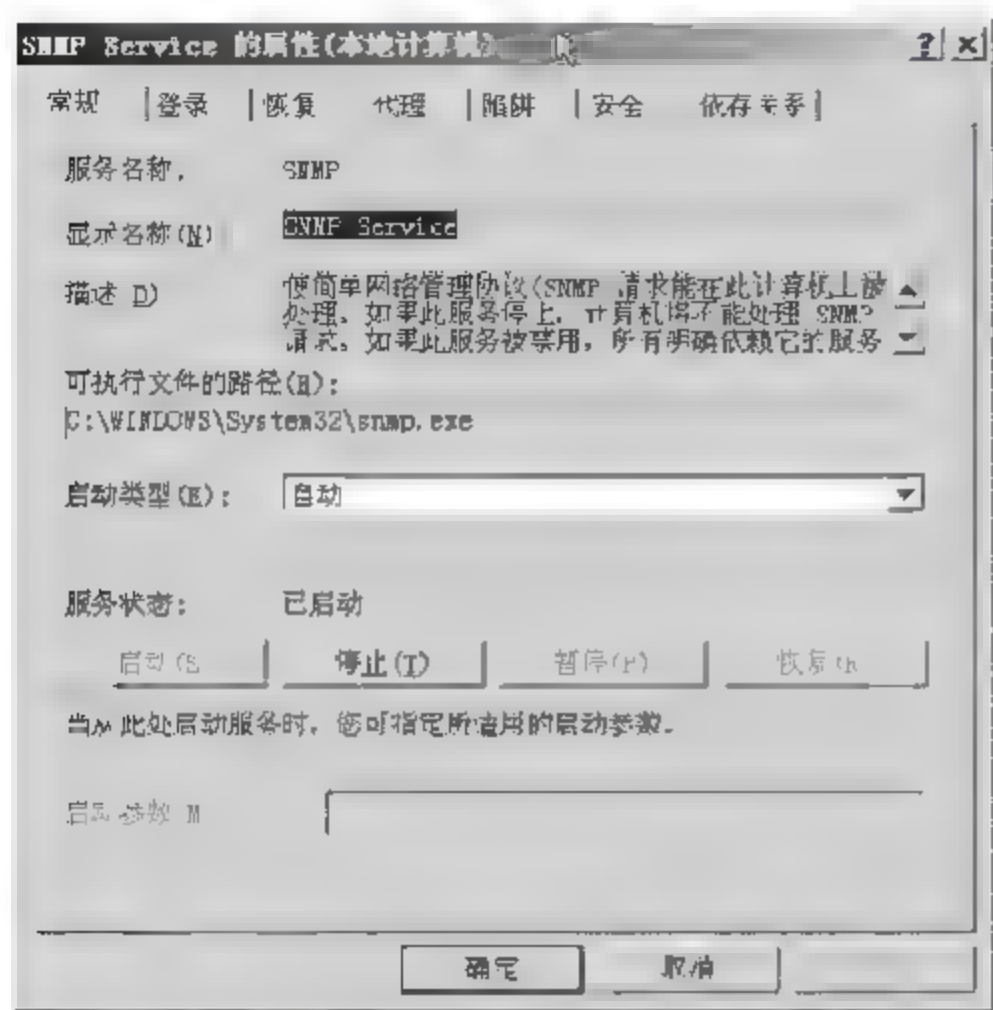 SNMP Service 的属性(本地计算机)
常规 登录 恢复 代理 陷阱 安全 依存关系
服务名称: SNMP
显示名称(N) SNMP Service
描述 D) 使简单网络管理协议(SNMP 请求能在此计算机上被
处理。如果此服务停止,计算机将不能处理 SNMP
请求。如果此服务被禁用,所有明确依赖它的服务
可执行文件的路径(H):
C:\WINDOWS\System32\snmp.exe
启动类型(E): 自动
服务状态: 已启动
启动(S 停止(T) 暂停(P) 恢复(R
当从此处启动服务时,您可指定所适用的启动参数。
启动参数 M
确定 取消